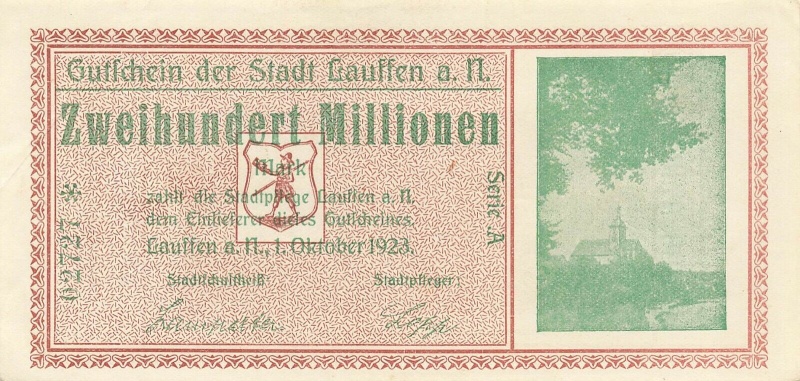 Gutschein der Stadt Lauffen a. N.
Zweihundert Millionen
Mark
zahlt die Stadtpflege Lauffen a. N.
dem Einlieferer dieses Gutscheines.
Lauffen a. N., 1. Oktober 1923.
Stadtschultheiß
Stadtpfleger:
02727 *
Serie A